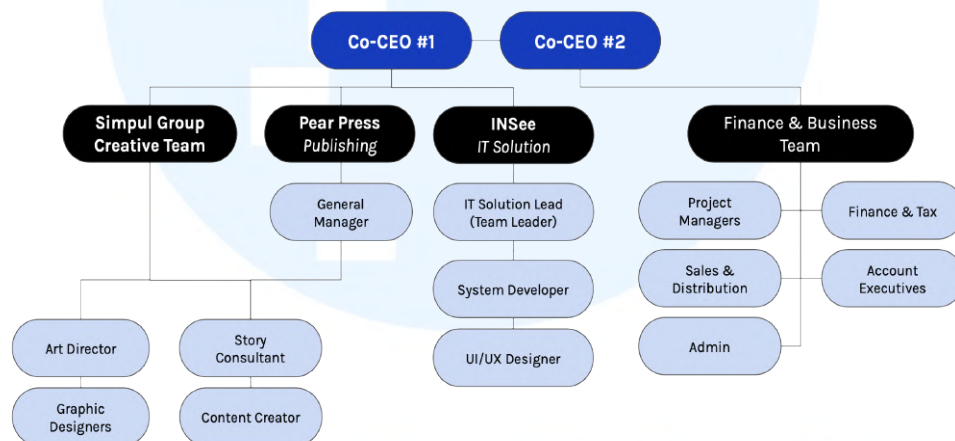 Co-CEO #1
Co-CEO #2
Simpul Group
Creative Team
Pear Press
Publishing
INSee
IT Solution
Finance & Business
Team
General
Manager
IT Solution Lead
(Team Leader)
Project
Managers
Finance & Tax
System Developer
Sales &
Distribution
Account
Executives
Art Director
Story
Consultant
UI/UX Designer
Admin
Graphic
Designers
Content Creator